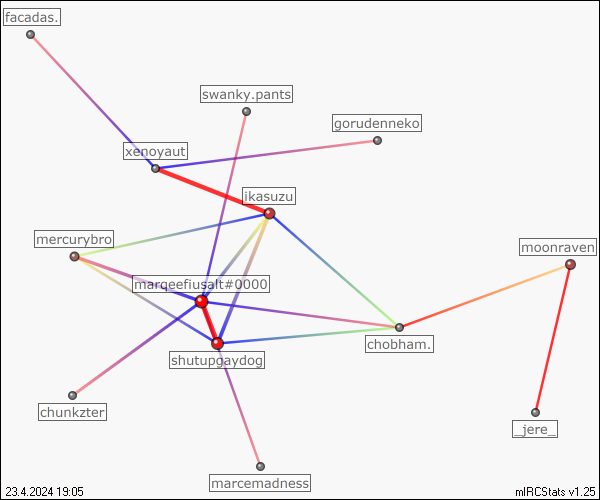 facadas.
swanky.pants
gorudenneko
xenoyaut
ikasuzu
mercurybro
moonraven
marqeefiusalt#0000
chobham.
shutupgaydog
chunkzter
_jere_
marcemadness
23.4.2024 19:05
mIRCStats v1.25